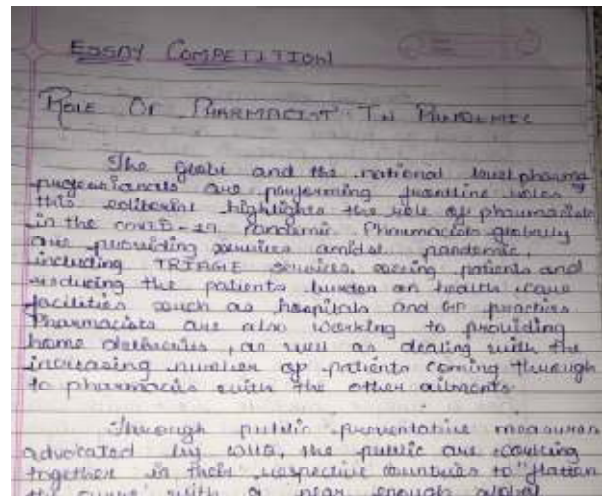 ESSAY COMPETITION
ROLE OF PHARMACIST IN PANDEMIC
The globe and the national level pharma
professionals are performing frontline roles
this editorial highlights the role of pharmacists
in the COVID-19 Pandemic. Pharmacists globally
are providing services amidst pandemic,
including TRIAGE services, seeing patients and
reducing the patients burden on health care
facilities such as hospitals and GP practices
Pharmacists are also working to providing
home deliveries, as well as dealing with the
increasing number of patients coming through
to pharmacies with the other ailments.
Through public preventative measures
advocated by WHO, the public are working
together in their respective countries to "flatten
the curve" with a near enough global